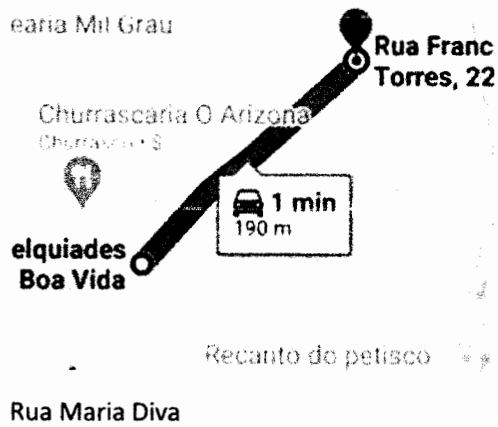 earia Mil Grau
Rua Franc
Torres, 22
Churrascaria O Arizona
Churrasco • $
1 min
190 m
elquiades
Boa Vida
Recanto do petisco
Rua Maria Diva